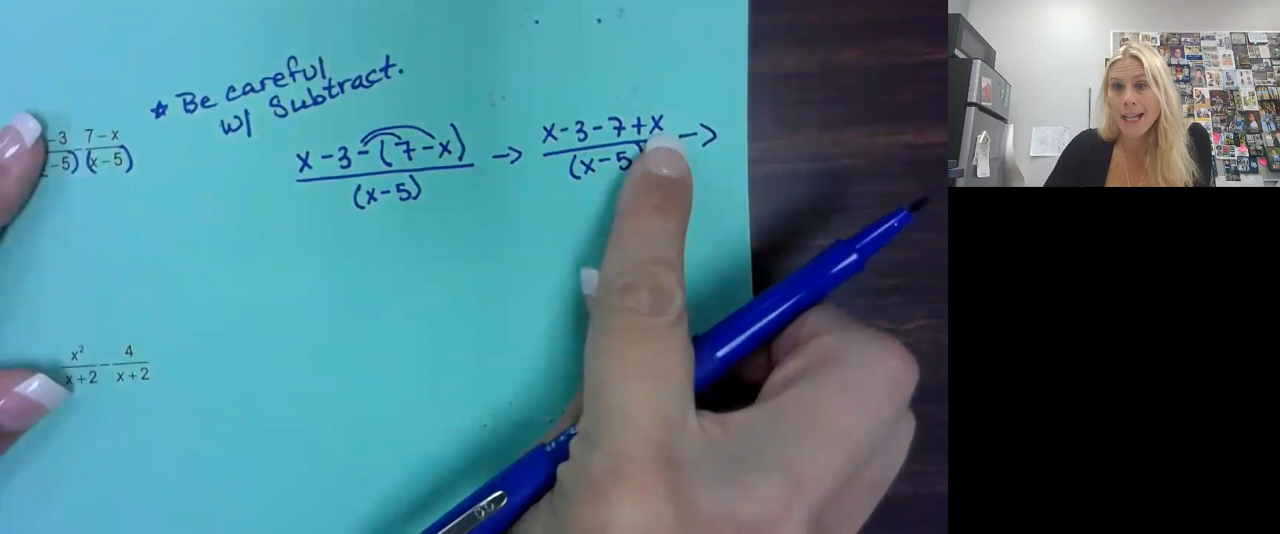 * Be careful
w/ Subtract.
-3 7-x
-5) (x-5)
x-3-(7-x) →
(x-5)
x-3-7+x →
(x-5
x² - 4
x+2 x+2